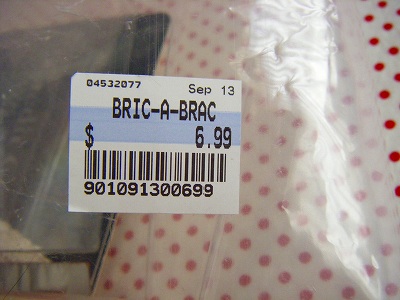 04532077 Sep 13
BRIC-A-BRAC
$ 6.99
901091300699